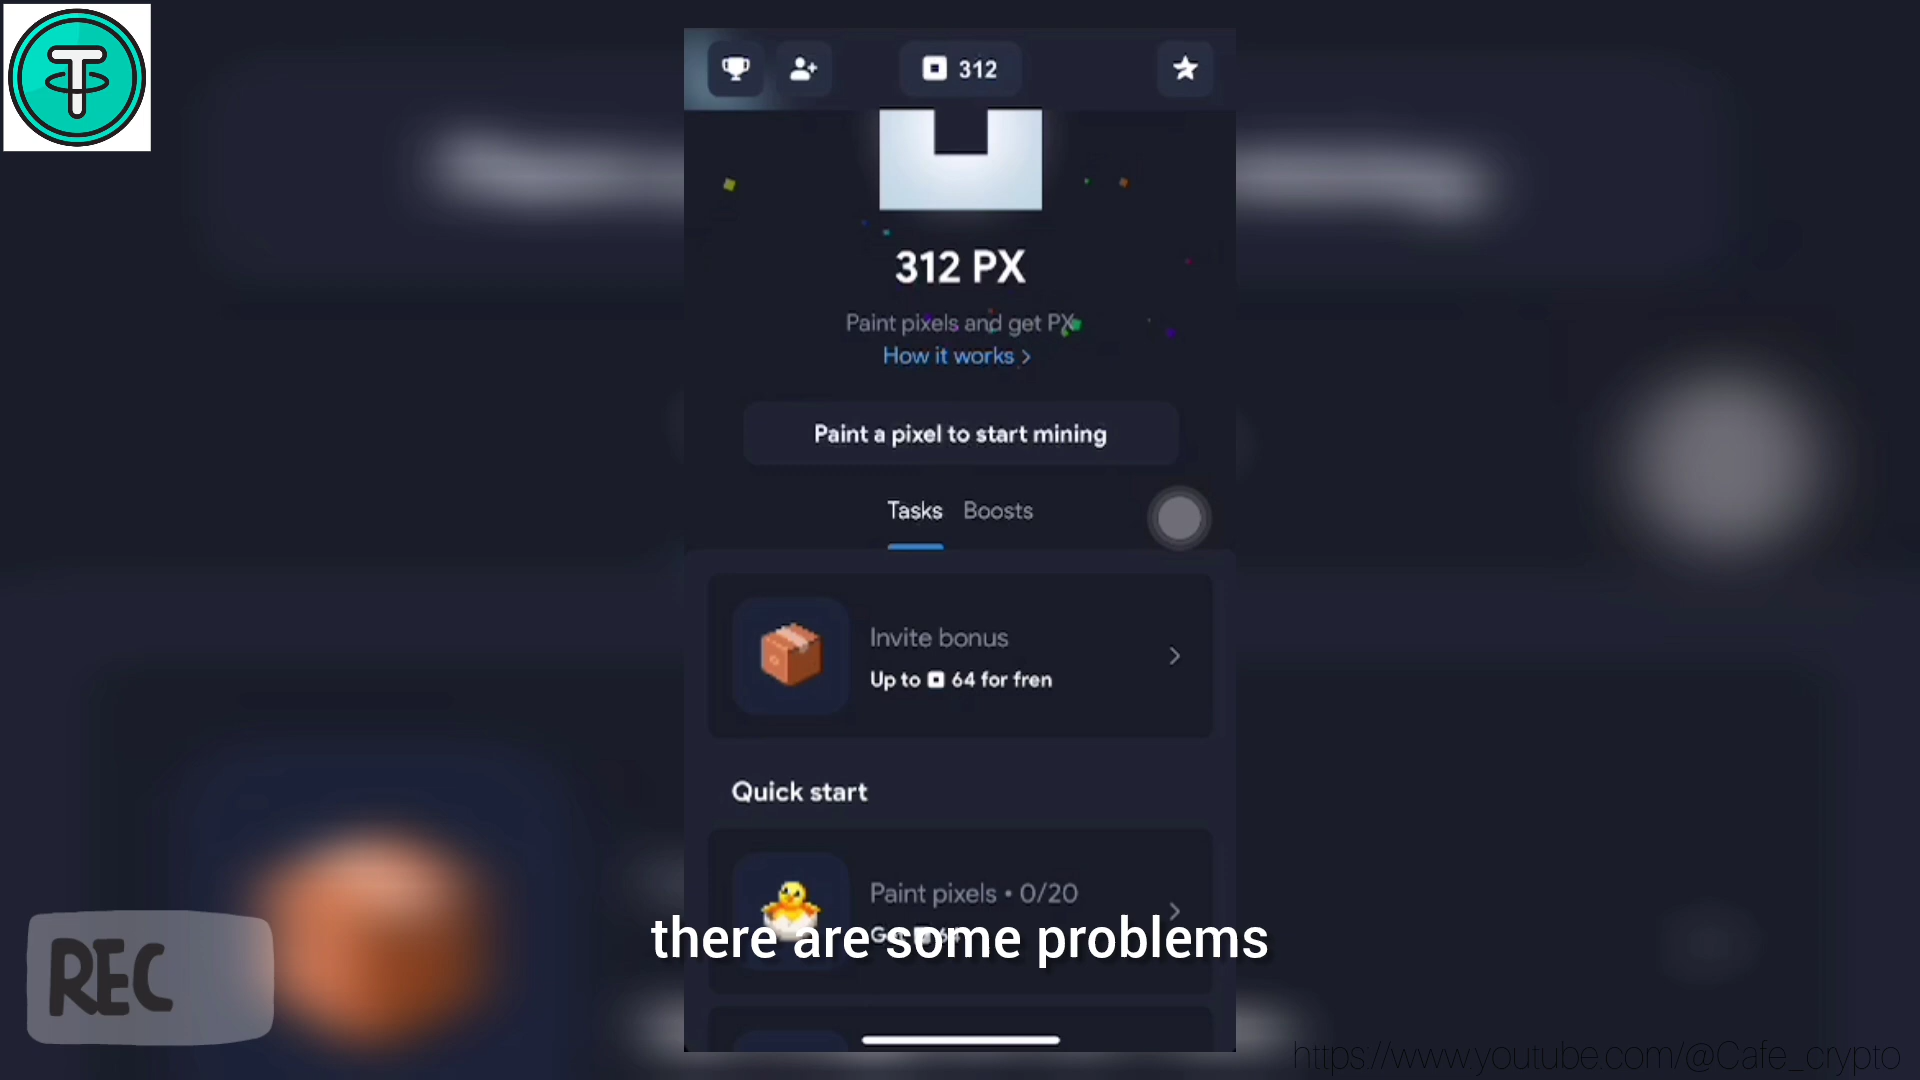 312
312 PX
Paint pixels and get PX
How it works >
Paint a pixel to start mining
Tasks Boosts
Invite bonus
Up to 64 for fren
Quick start
Paint pixels • 0/20
there are some problems
REC
https://www.youtube.com/@Cafe_crypto